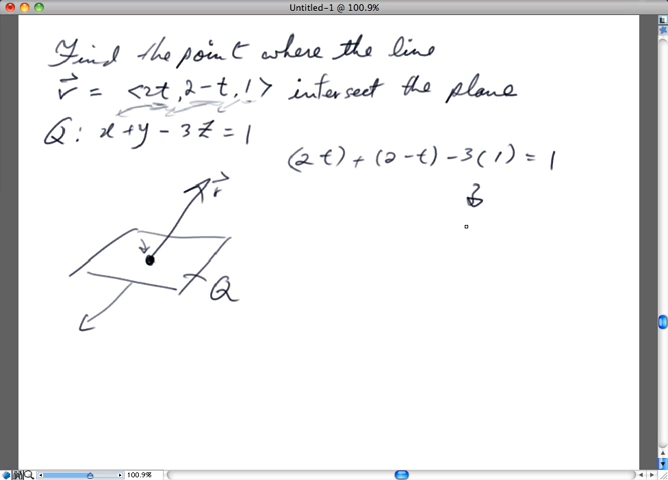 Untitled-1 @ 100.9%
Find the point where the line
r⃗ = <2t, 2-t, 1> intersect the plane
Q: x+y-3z=1
(2t)+(2-t)-3(1)=1
r⃗
Q
100.9%